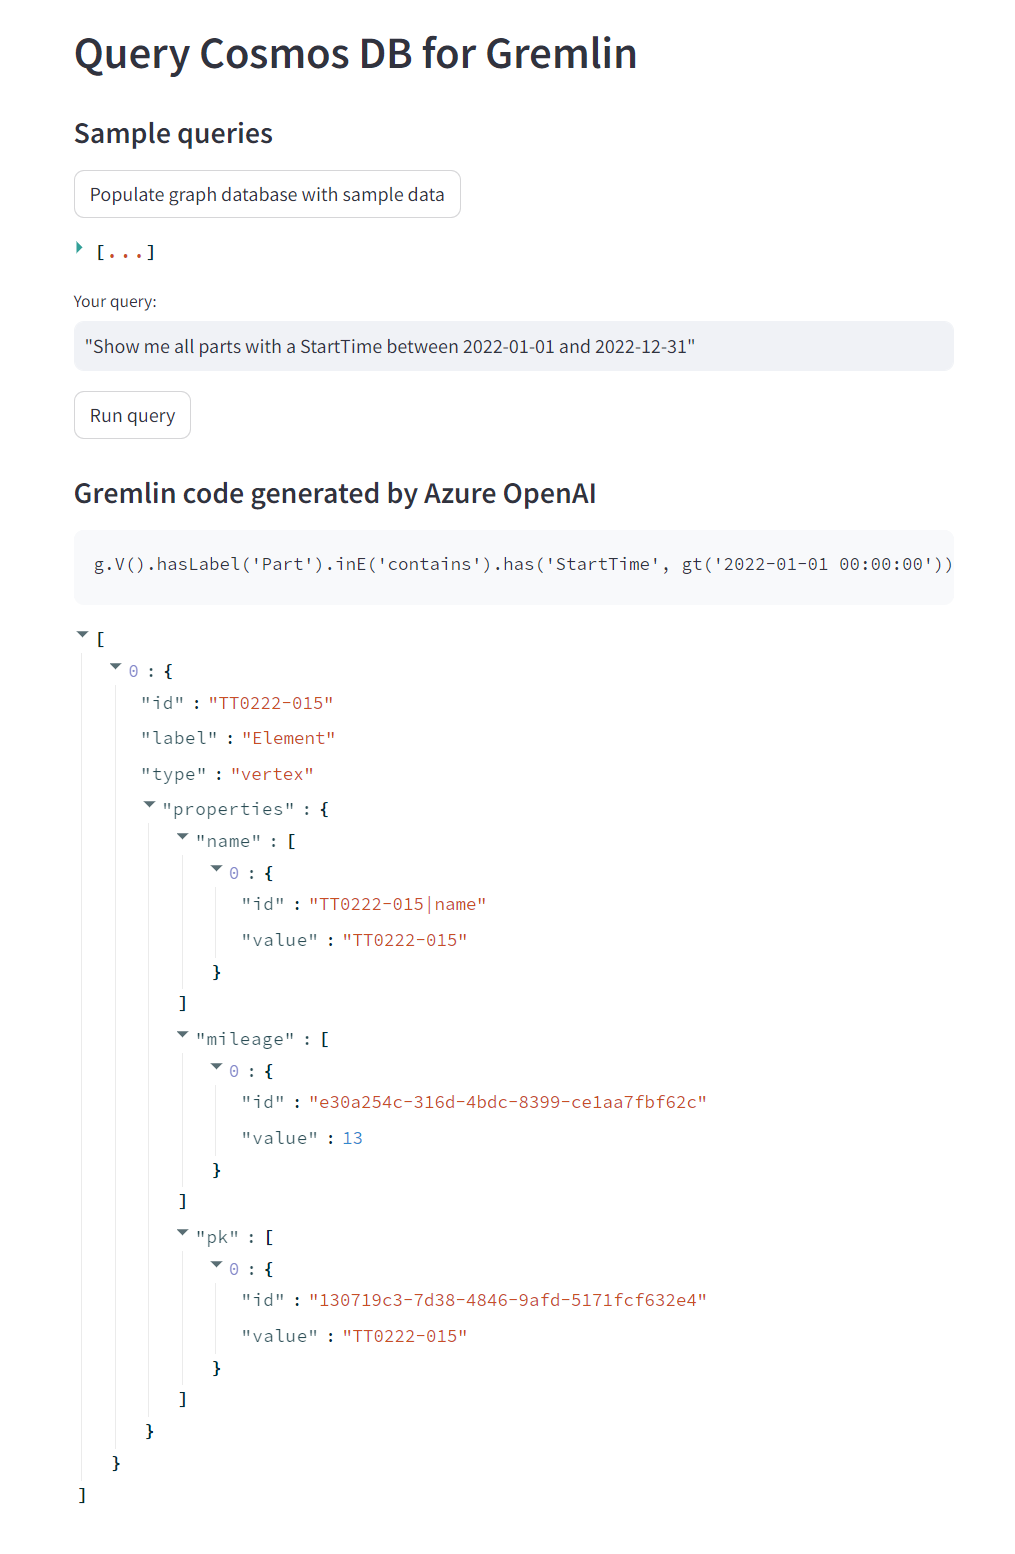 Query Cosmos DB for Gremlin
Sample queries
Populate graph database with sample data
[...]
Your query:
"Show me all parts with a StartTime between 2022-01-01 and 2022-12-31"
Run query
Gremlin code generated by Azure OpenAI
g.V().hasLabel('Part').inE('contains').has('StartTime', gt('2022-01-01 00:00:00'))
[
0 : {
"id" : "TT0222-015"
"label" : "Element"
"type" : "vertex"
"properties" : {
"name" : [
0 : {
"id" : "TT0222-015|name"
"value" : "TT0222-015"
}
]
"mileage" : [
0 : {
"id" : "e30a254c-316d-4bdc-8399-ce1aa7fbf62c"
"value" : 13
}
]
"pk" : [
0 : {
"id" : "130719c3-7d38-4846-9afd-5171fcf632e4"
"value" : "TT0222-015"
}
]
}
}
]